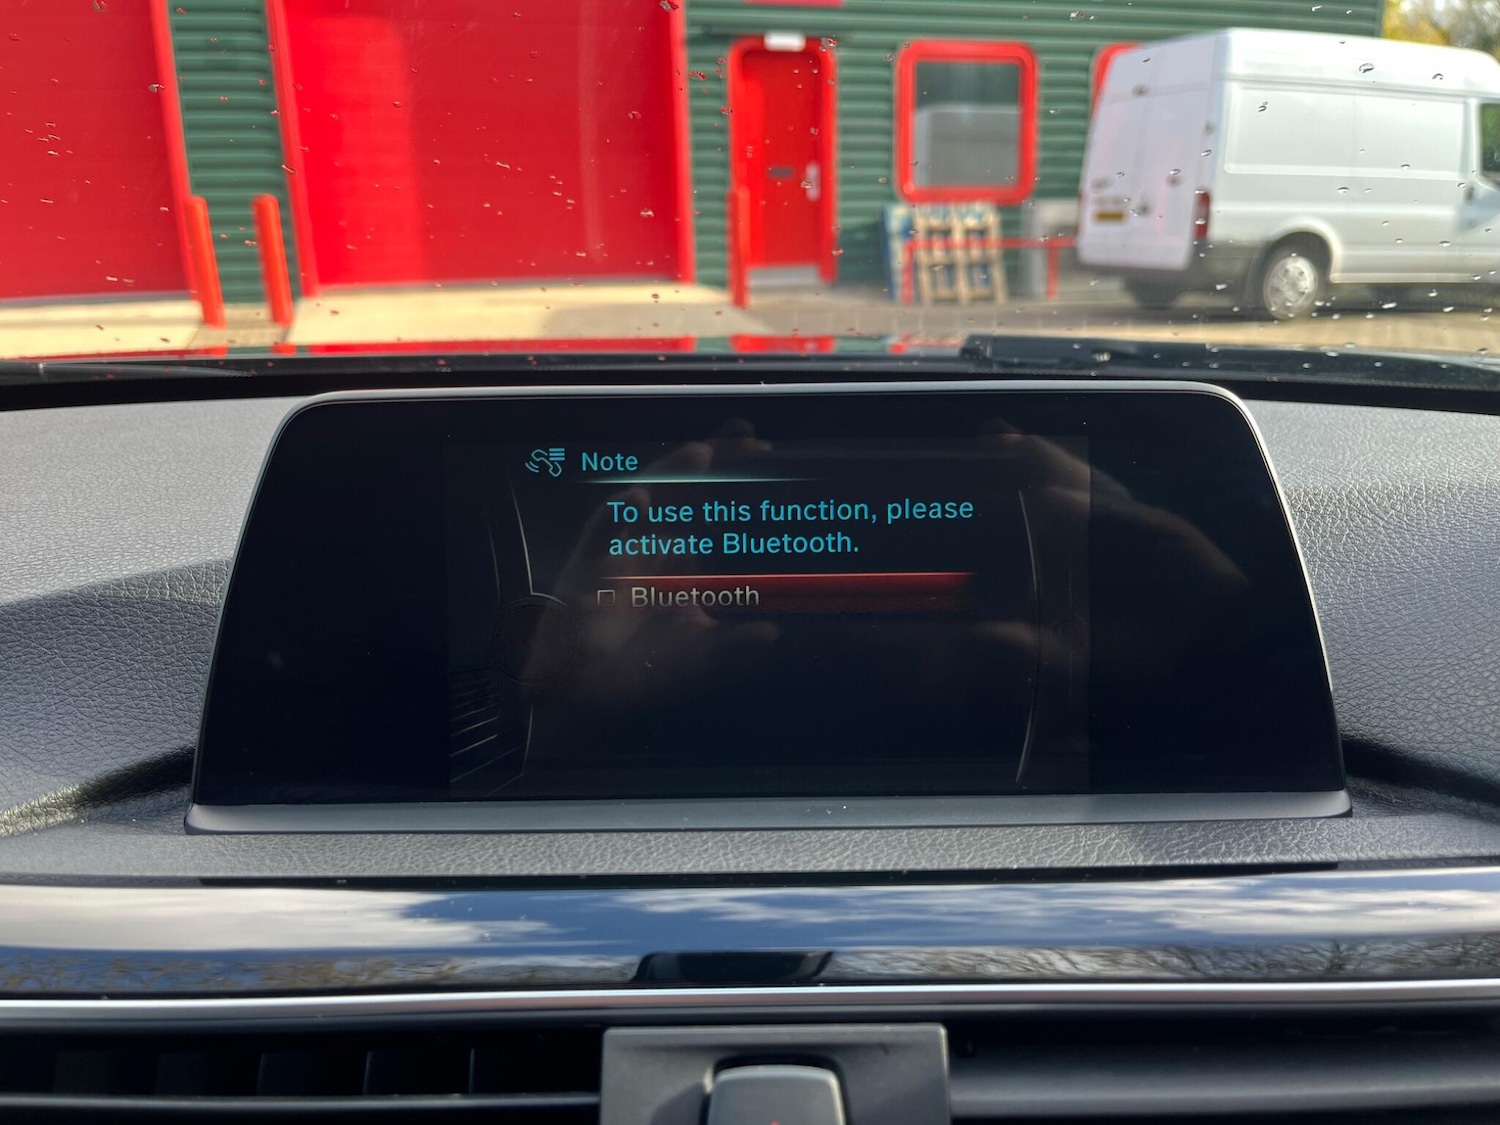 Note
To use this function, please
activate Bluetooth.
Bluetooth